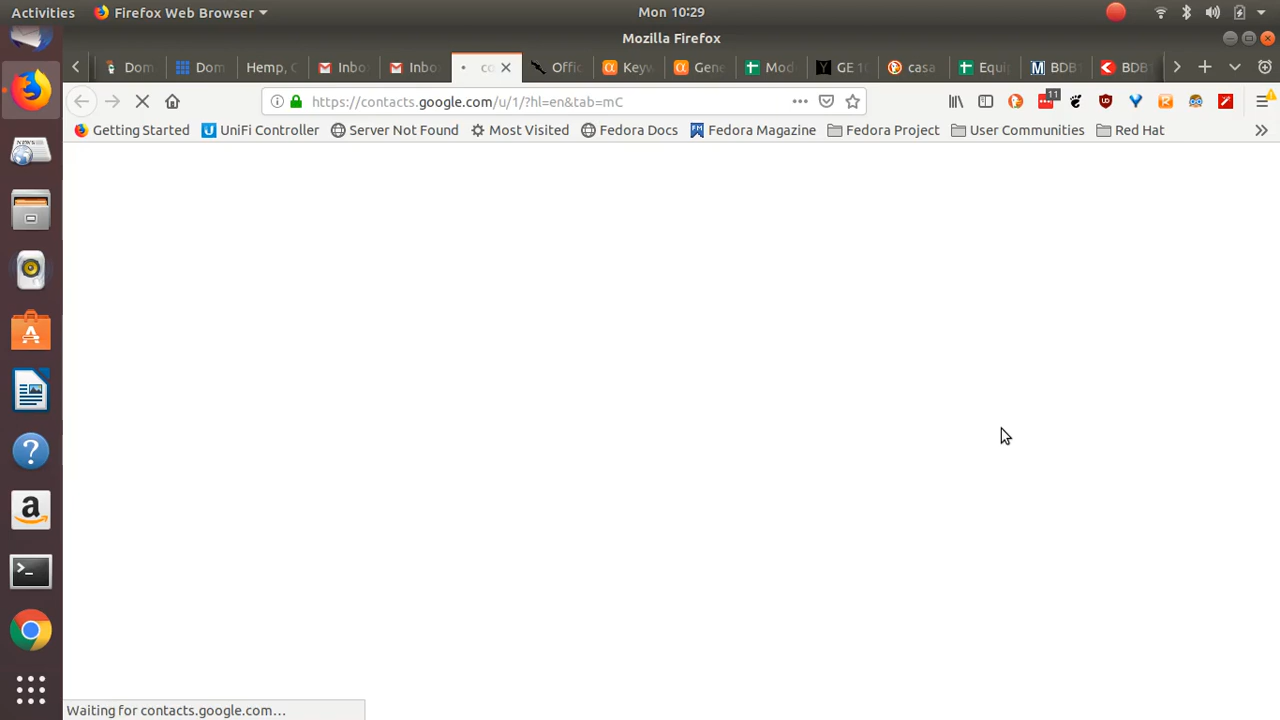 Activities Firefox Web Browser Mon 10:29
Mozilla Firefox
Dom Dom Hemp, C Inbo Inbo co Offic Keyw Gene Mod GE 10 casa Equi BDB BDB
https://contacts.google.com/u/1/?hl=en&tab=mC 11
Getting Started UniFi Controller Server Not Found Most Visited Fedora Docs Fedora Magazine Fedora Project User Communities Red Hat
NEWS
Waiting for contacts.google.com…